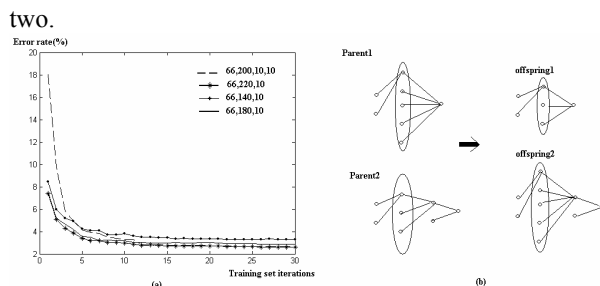 two.
Error rate(%)
20
18
16
14
12
10
8
6
4
2
0
5
10
15
20
25
30
Training set iterations
66,200,10,10
66,220,10
66,140,10
66,180,10
(a)
Parent1
offspring1
Parent2
offspring2
(b)